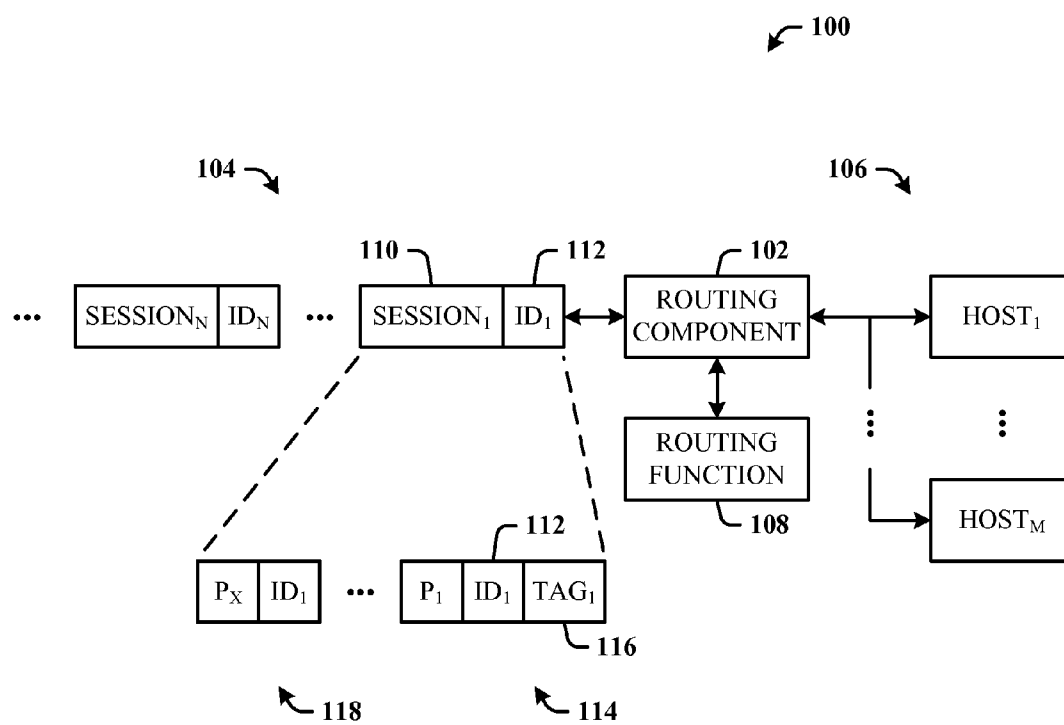 100
104
106
110
112
102
... SESSION_N ID_N ... SESSION_1 ID_1
ROUTING
COMPONENT
HOST_1
...
...
ROUTING
FUNCTION
108
HOST_M
112
P_X ID_1 ... P_1 ID_1 TAG_1
116
118
114